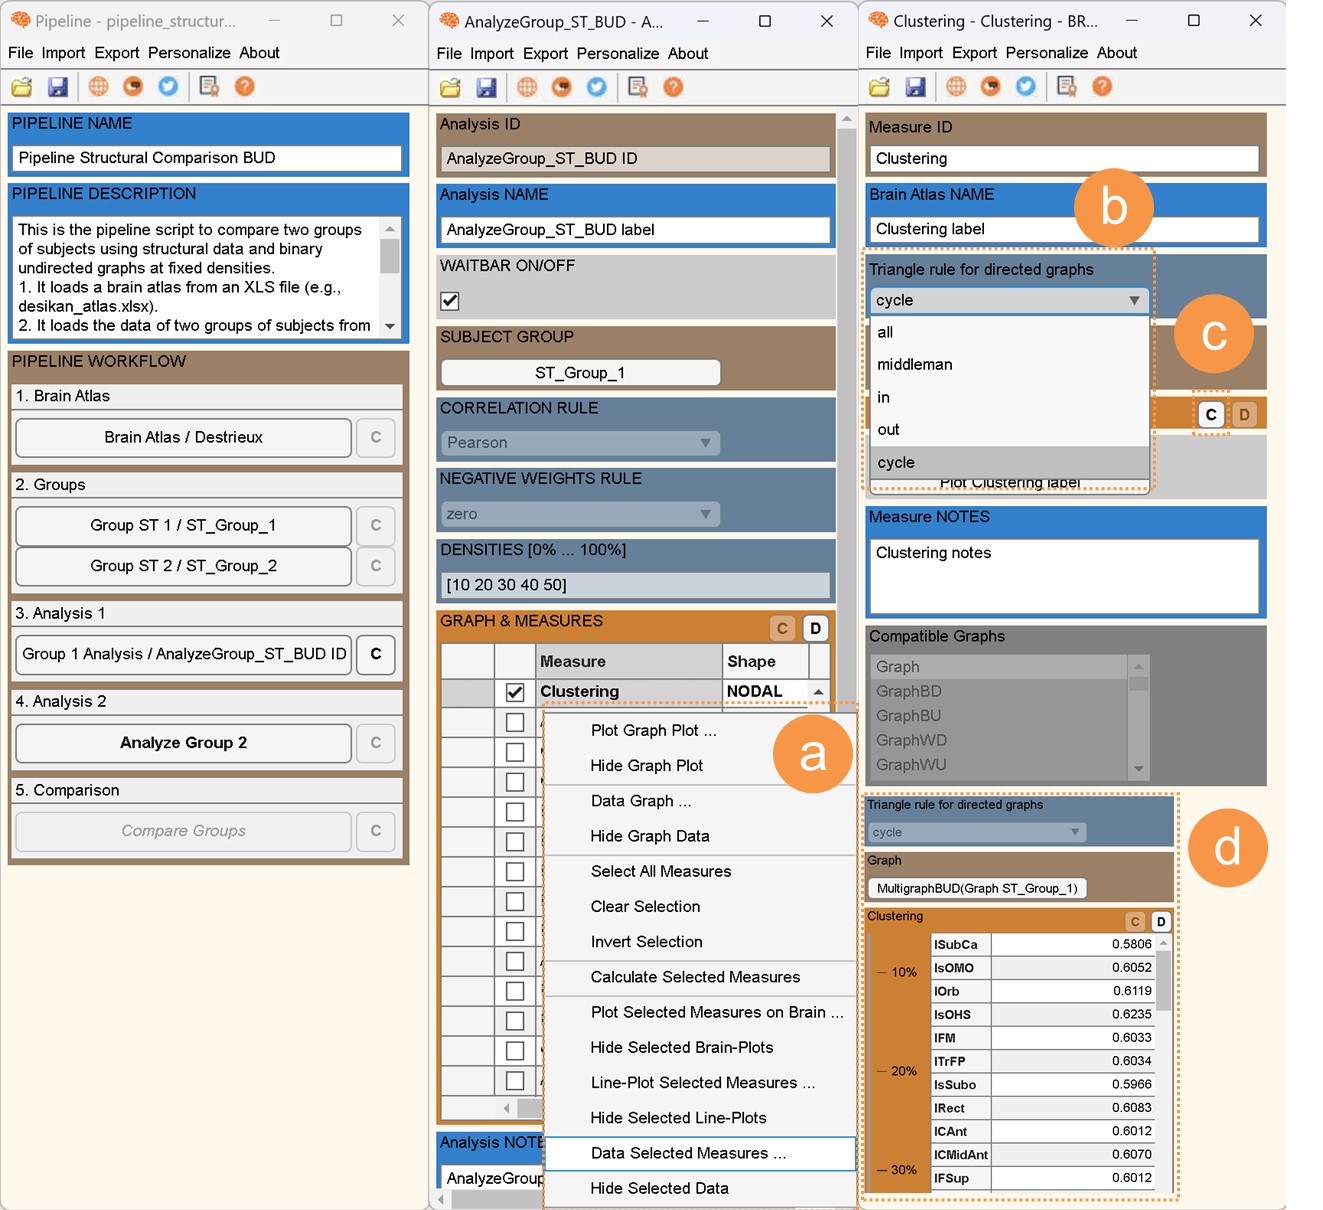 Pipeline - pipeline_structur...
File Import Export Personalize About
PIPELINE NAME
Pipeline Structural Comparison BUD
PIPELINE DESCRIPTION
This is the pipeline script to compare two groups
of subjects using structural data and binary
undirected graphs at fixed densities.
1. It loads a brain atlas from an XLS file (e.g.,
desikan_atlas.xlsx).
2. It loads the data of two groups of subjects from
PIPELINE WORKFLOW
1. Brain Atlas
Brain Atlas / Destrieux C
2. Groups
Group ST 1 / ST_Group_1 C
Group ST 2 / ST_Group_2 C
3. Analysis 1
Group 1 Analysis / AnalyzeGroup_ST_BUD ID C
4. Analysis 2
Analyze Group 2 C
5. Comparison
Compare Groups C
AnalyzeGroup_ST_BUD - A...
File Import Export Personalize About
Analysis ID
AnalyzeGroup_ST_BUD ID
Analysis NAME
AnalyzeGroup_ST_BUD label
WAITBAR ON/OFF
SUBJECT GROUP
ST_Group_1
CORRELATION RULE
Pearson
NEGATIVE WEIGHTS RULE
zero
DENSITIES [0% ... 100%]
[10 20 30 40 50]
GRAPH & MEASURES C D
Measure Shape
Clustering NODAL
a
Plot Graph Plot ...
Hide Graph Plot
Data Graph ...
Hide Graph Data
Select All Measures
Clear Selection
Invert Selection
Calculate Selected Measures
Plot Selected Measures on Brain ...
Hide Selected Brain-Plots
Line-Plot Selected Measures ...
Hide Selected Line-Plots
Data Selected Measures ...
Hide Selected Data
Analysis NOTE
AnalyzeGroup
Clustering - Clustering - BR...
File Import Export Personalize About
Measure ID
Clustering
Brain Atlas NAME
b
Clustering label
Triangle rule for directed graphs
cycle
c
all
middleman
in
out
cycle
C D
Plot Clustering label
Measure NOTES
Clustering notes
Compatible Graphs
Graph
GraphBD
GraphBU
GraphWD
GraphWU
d
Triangle rule for directed graphs
cycle
Graph
MultigraphBUD(Graph ST_Group_1)
Clustering C D
10%
20%
30%
lSubCa 0.5806
lsOMO 0.6052
lOrb 0.6119
lsOHS 0.6235
lFM 0.6033
lTrFP 0.6034
lsSubo 0.5966
lRect 0.6083
lCAnt 0.6012
lCMidAnt 0.6070
lFSup 0.6012